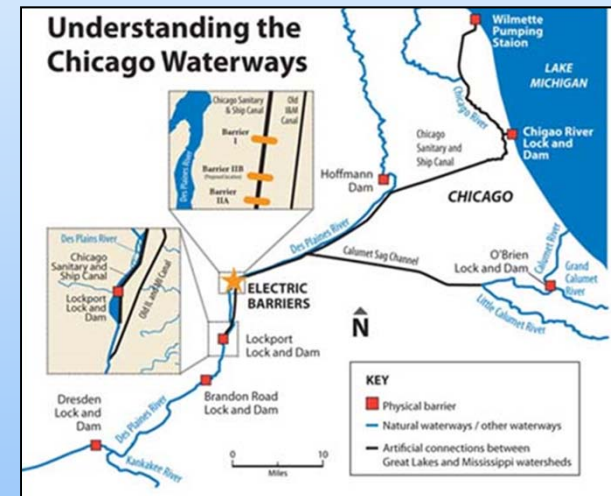 Understanding the
Chicago Waterways
Wilmette
Pumping
Staion
LAKE
MICHIGAN
Chicago River
Chigao River
Lock and
Dam
Chicago
Sanitary and
Ship Canal
Hoffmann
Dam
CHICAGO
Chicago Sanitary
& Ship Canal
Old
I&M
Canal
Barrier
I
Barrier IIB
(Proposed location)
Barrier
IIA
Des Plaines River
Des Plaines River
Calumet Sag Channel
O'Brien
Lock and Dam
Calumet River
Grand
Calumet
River
Little Calumet River
Des Plains River
Chicago
Sanitary and
Ship Canal
Lockport
Lock and
Dam
ELECTRIC
BARRIERS
N
Lockport
Lock and Dam
Brandon Road
Lock and Dam
Dresden
Lock and
Dam
Des Plaines River
Kankakee River
0 10
Miles
KEY
Physical barrier
Natural waterways / other waterways
Artificial connections between
Great Lakes and Mississippi watersheds